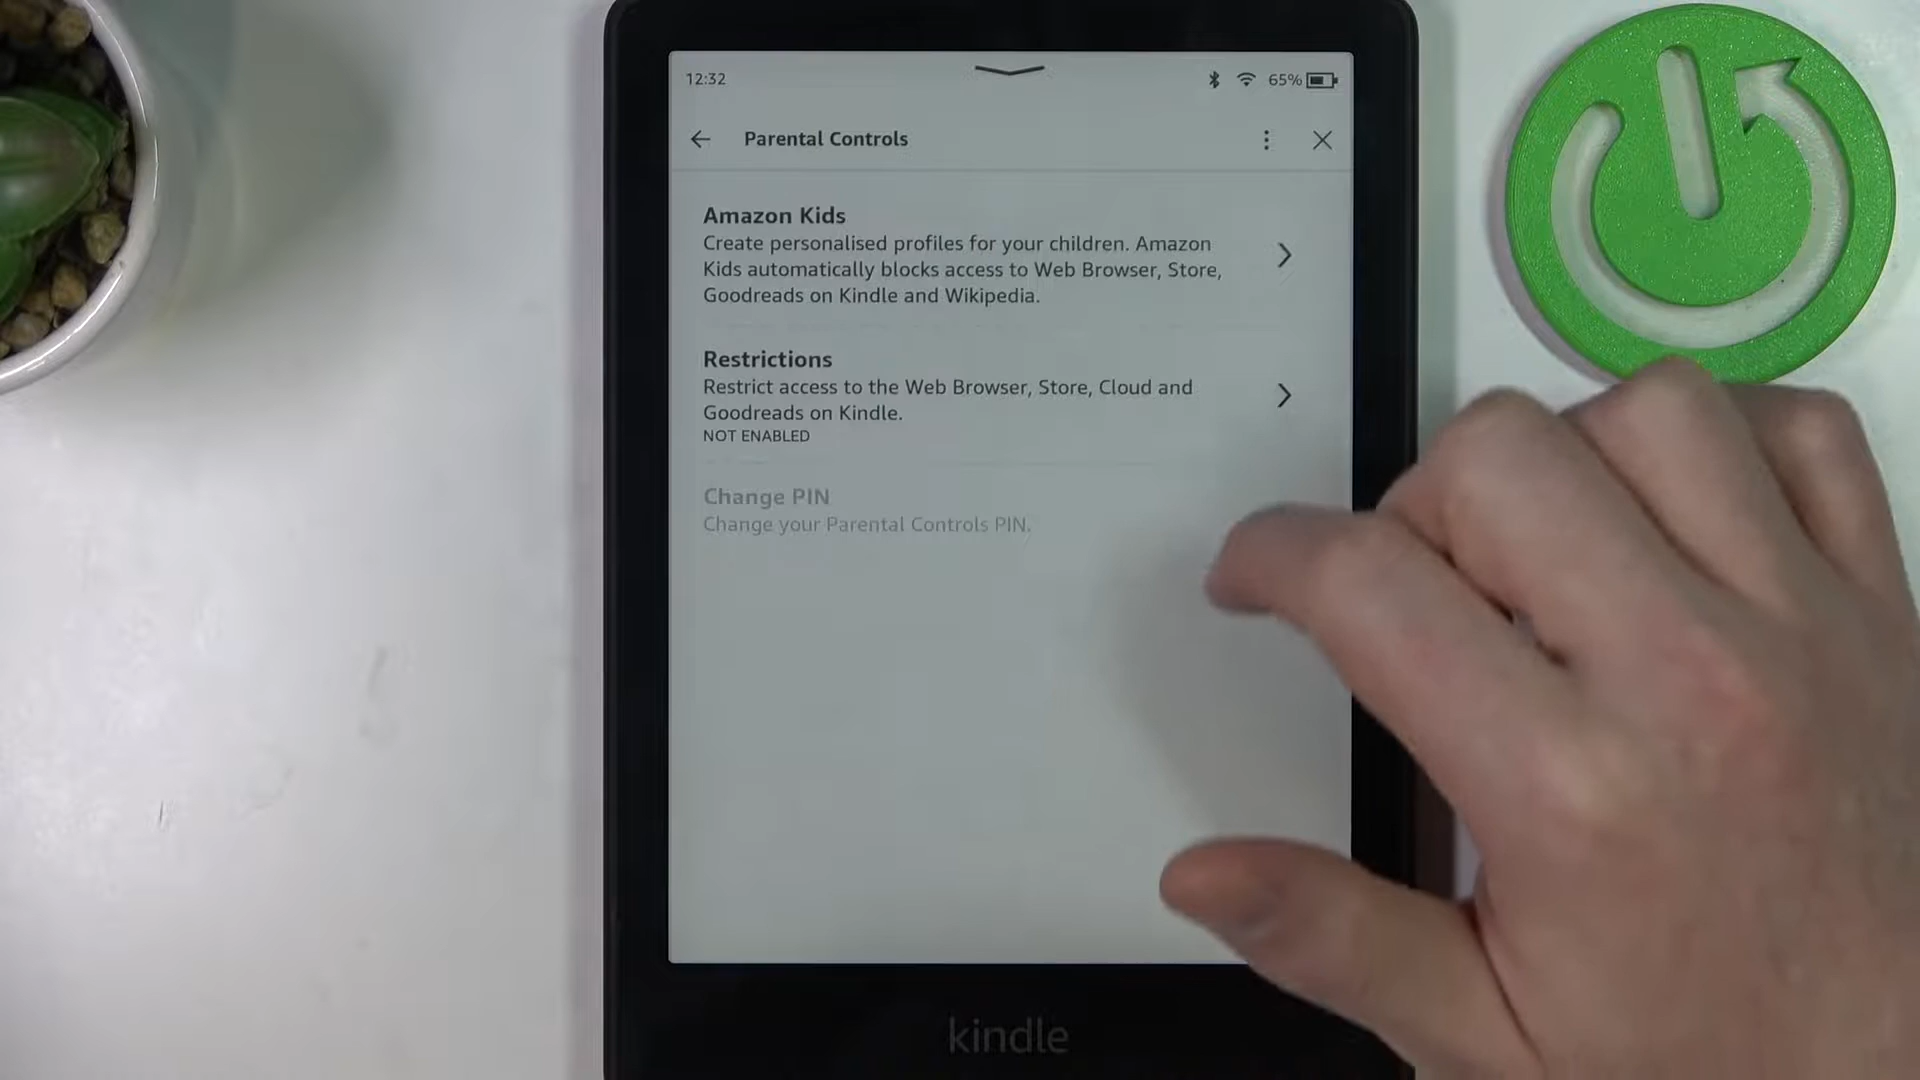 12:32
65%
Parental Controls
Amazon Kids
Create personalised profiles for your children. Amazon
Kids automatically blocks access to Web Browser, Store,
Goodreads on Kindle and Wikipedia.
Restrictions
Restrict access to the Web Browser, Store, Cloud and
Goodreads on Kindle.
NOT ENABLED
Change PIN
Change your Parental Controls PIN.
kindle